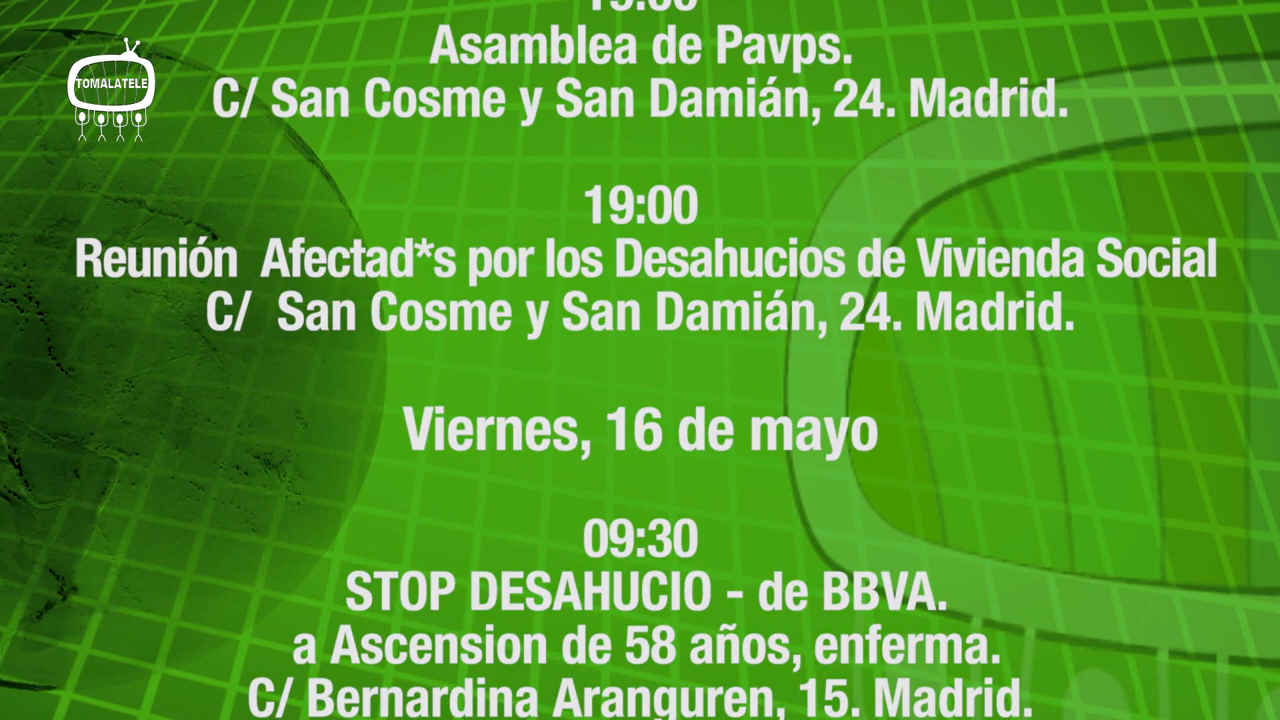 TOMALATELE
Asamblea de Pavps.
C/ San Cosme y San Damián, 24. Madrid.
19:00
Reunión  Afectad*s por los Desahucios de Vivienda Social
C/  San Cosme y San Damián, 24. Madrid.
Viernes, 16 de mayo
09:30
STOP DESAHUCIO - de BBVA.
a Ascension de 58 años, enferma.
C/ Bernardina Aranguren, 15. Madrid.